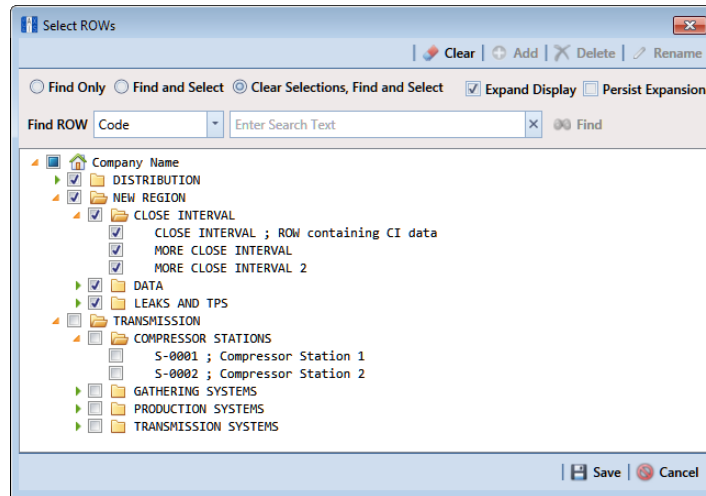 Select ROWs
Clear Add Delete Rename
Find Only Find and Select Clear Selections, Find and Select Expand Display Persist Expansion
Find ROW Code Enter Search Text Find
Company Name
DISTRIBUTION
NEW REGION
CLOSE INTERVAL
CLOSE INTERVAL ; ROW containing CI data
MORE CLOSE INTERVAL
MORE CLOSE INTERVAL 2
DATA
LEAKS AND TPS
TRANSMISSION
COMPRESSOR STATIONS
S-0001 ; Compressor Station 1
S-0002 ; Compressor Station 2
GATHERING SYSTEMS
PRODUCTION SYSTEMS
TRANSMISSION SYSTEMS
Save Cancel